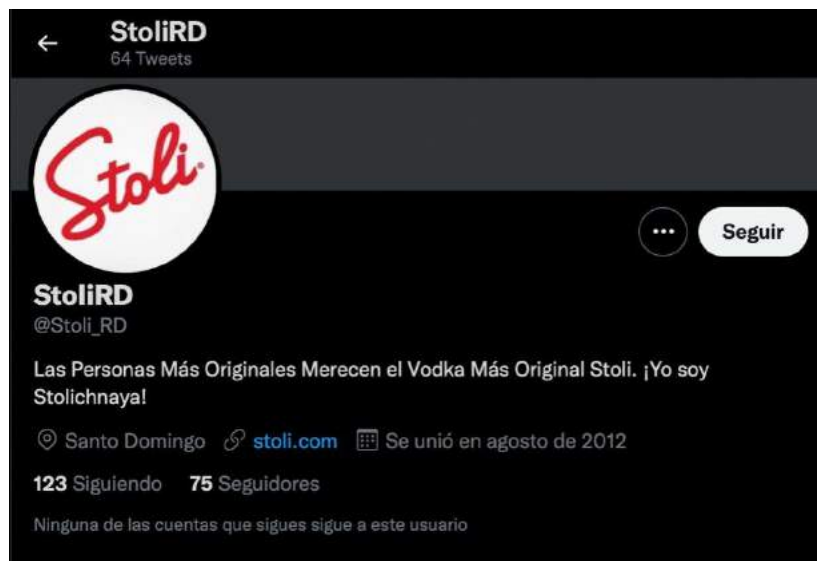 StoliRD
64 Tweets
Stoli
Seguir
StoliRD
@Stoli_RD
Las Personas Más Originales Merecen el Vodka Más Original Stoli. ¡Yo soy
Stolichnaya!
Santo Domingo stoli.com Se unió en agosto de 2012
123 Siguiendo 75 Seguidores
Ninguna de las cuentas que sigues sigue a este usuario